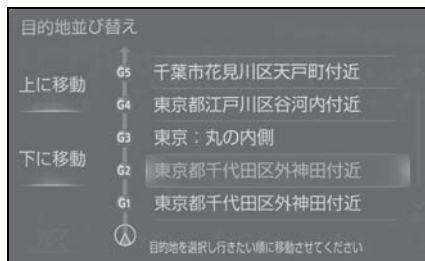 目的地並び替え
上に移動
下に移動
G5 千葉市花見川区天戸町付近
G4 東京都江戸川区谷河内付近
G3 東京：丸の内側
G2 東京都千代田区外神田付近
G1 東京都千代田区外神田付近
目的地を選択し行きたい順に移動させてください